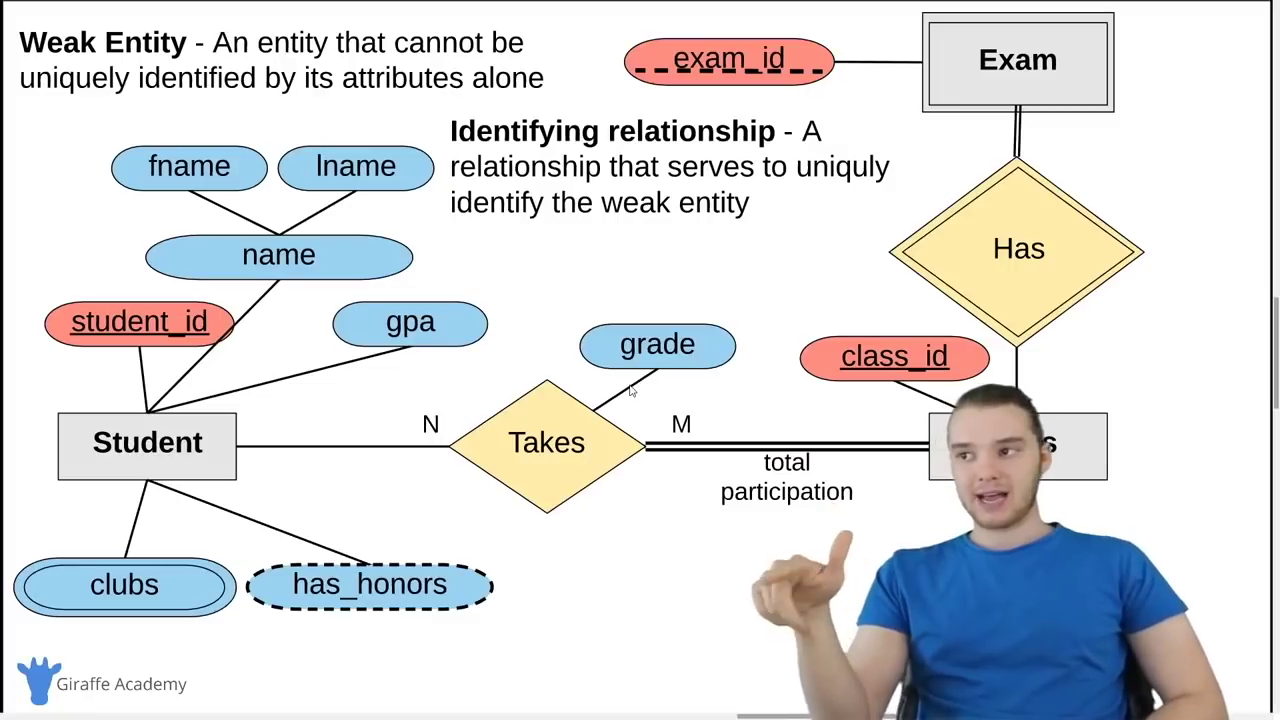 Weak Entity - An entity that cannot be
uniquely identified by its attributes alone
exam_id
Exam
Identifying relationship - A
relationship that serves to uniquly
identify the weak entity
fname
lname
name
Has
student_id
gpa
grade
class_id
Student
N
Takes
M
s
total
participation
clubs
has_honors
Giraffe Academy